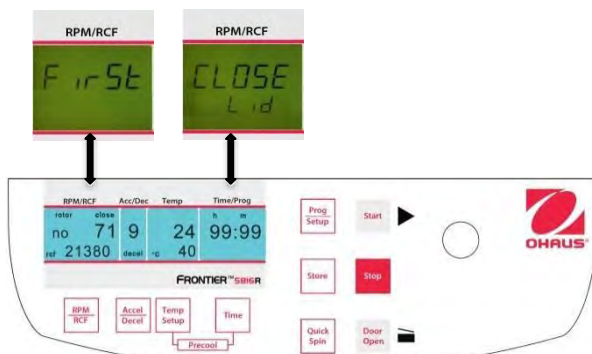 RPM/RCF
FirSt
RPM/RCF
CLOSE
Lid
RPM/RCF Acc/Dec Temp Time/Prog
rotor close h m
no 71 9 24 99:99
rcf 21380 decel °c 40
FRONTIER™ 5816R
RPM
RCF
Accel
Decel
Temp
Setup
Time
Precool
Prog
Setup
Start
Store
Stop
Quick
Spin
Door
Open
OHAUS®